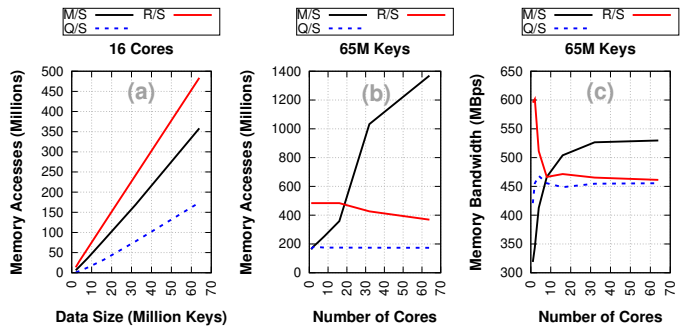 M/S R/S
Q/S
16 Cores
Memory Accesses (Millions)
500
450
400
350
300
250
200
150
100
50
0
(a)
0 10 20 30 40 50 60 70
Data Size (Million Keys)
M/S R/S
Q/S
65M Keys
Memory Accesses (Millions)
1400
1200
1000
800
600
400
200
0
(b)
0 10 20 30 40 50 60 70
Number of Cores
M/S R/S
Q/S
65M Keys
Memory Bandwidth (MBps)
650
600
550
500
450
400
350
300
(c)
0 10 20 30 40 50 60 70
Number of Cores